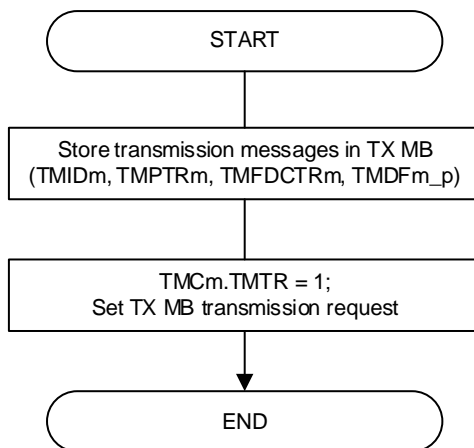 START
Store transmission messages in TX MB
(TMIDm, TMPTRm, TMFDCTRm, TMDFm_p)
TMCm.TMTR = 1;
Set TX MB transmission request
END